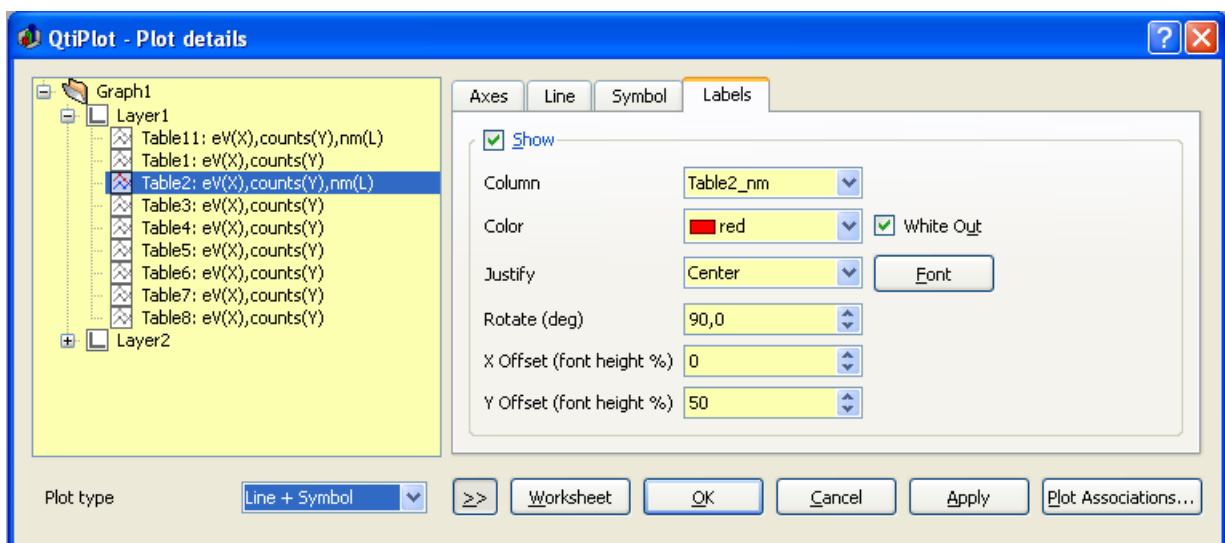 QtiPlot - Plot details
Graph1
Layer1
Table11: eV(X),counts(Y),nm(L)
Table1: eV(X),counts(Y)
Table2: eV(X),counts(Y),nm(L)
Table3: eV(X),counts(Y)
Table4: eV(X),counts(Y)
Table5: eV(X),counts(Y)
Table6: eV(X),counts(Y)
Table7: eV(X),counts(Y)
Table8: eV(X),counts(Y)
Layer2
Axes Line Symbol Labels
Show
Column Table2_nm
Color red White Out
Justify Center Font
Rotate (deg) 90,0
X Offset (font height %) 0
Y Offset (font height %) 50
Plot type Line + Symbol >> Worksheet OK Cancel Apply Plot Associations...